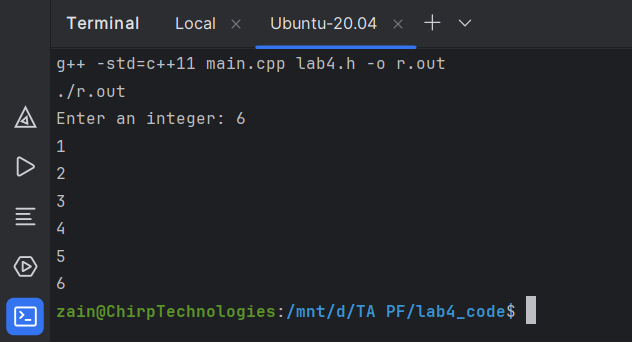 Terminal Local × Ubuntu-20.04 ×
g++ -std=c++11 main.cpp lab4.h -o r.out
./r.out
Enter an integer: 6
1
2
3
4
5
6
zain@ChirpTechnologies:/mnt/d/TA PF/lab4_code$